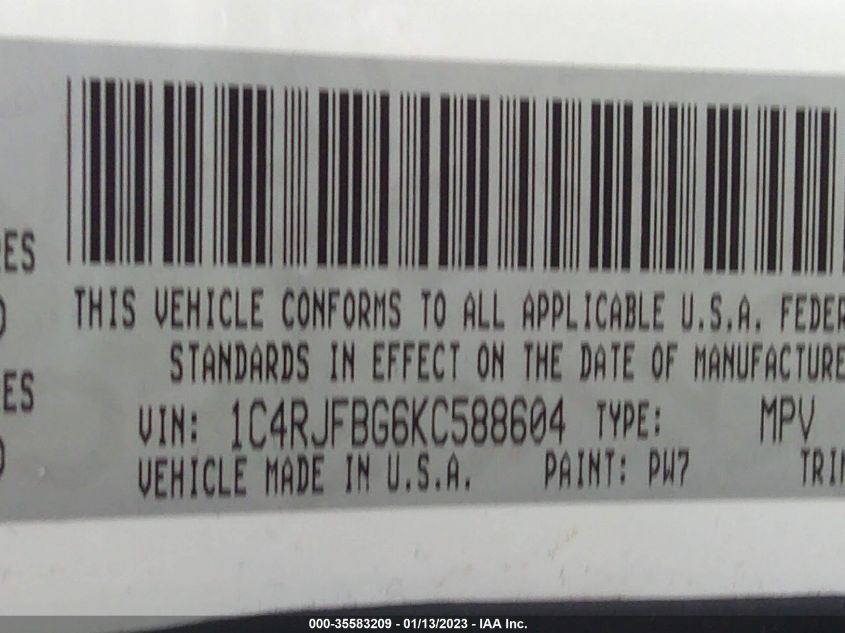 THIS VEHICLE CONFORMS TO ALL APPLICABLE U.S.A. FEDER
STANDARDS IN EFFECT ON THE DATE OF MANUFACTURE
VIN: 1C4RJFBG6KC588604 TYPE: MPV
VEHICLE MADE IN U.S.A. PAINT: PW7 TRIM
ES
ES
000-35583209 - 01/13/2023 - IAA Inc.